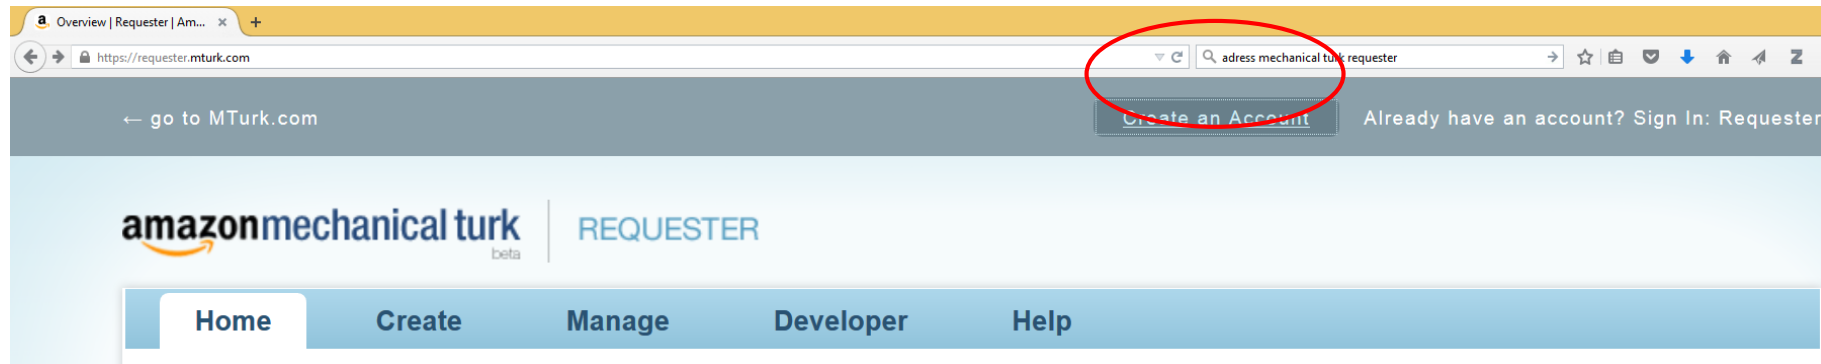 Overview | Requester | Am...
https://requester.mturk.com
adress mechanical turk requester
← go to MTurk.com
Create an Account
Already have an account? Sign In: Requester
amazonmechanical turk
beta
REQUESTER
Home Create Manage Developer Help